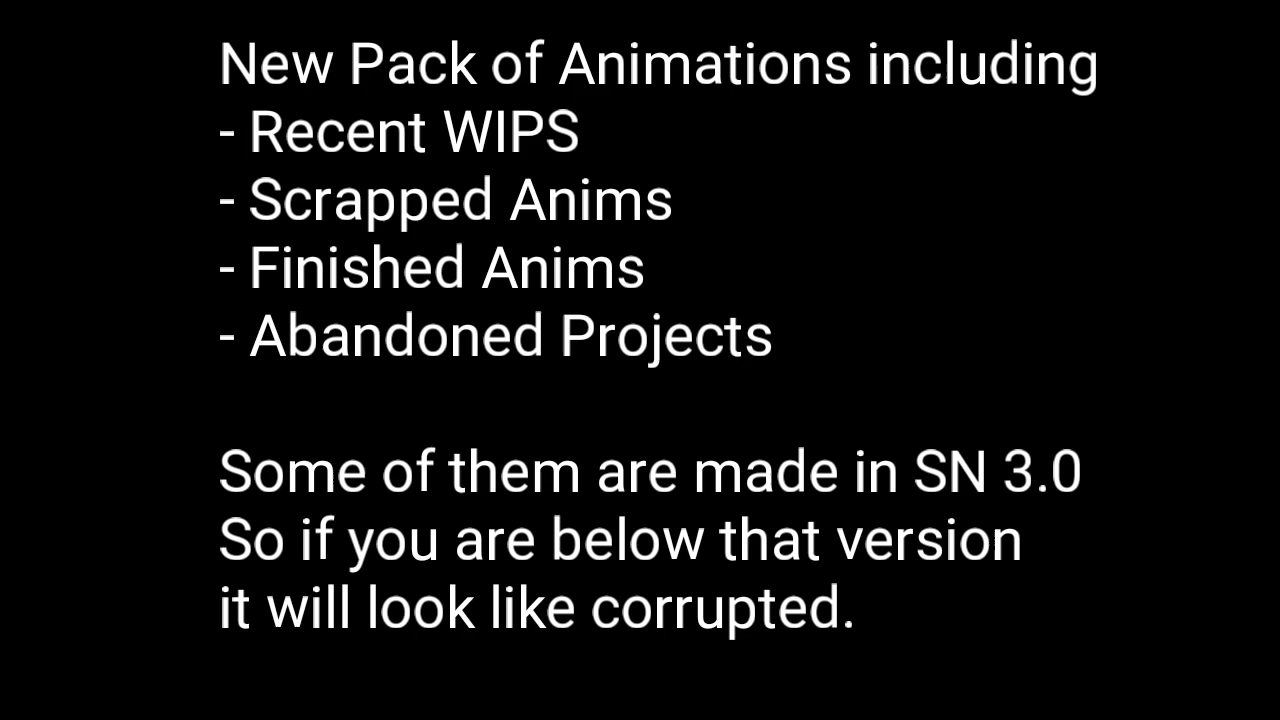 New Pack of Animations including
- Recent WIPS
- Scrapped Anims
- Finished Anims
- Abandoned Projects
Some of them are made in SN 3.0
So if you are below that version
it will look like corrupted.